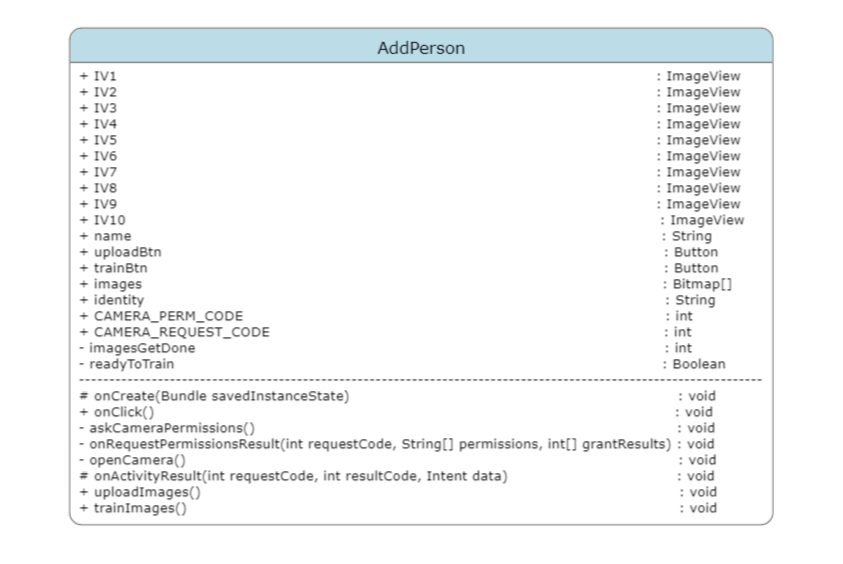 AddPerson
+ IV1 : ImageView
+ IV2 : ImageView
+ IV3 : ImageView
+ IV4 : ImageView
+ IV5 : ImageView
+ IV6 : ImageView
+ IV7 : ImageView
+ IV8 : ImageView
+ IV9 : ImageView
+ IV10 : ImageView
+ name : String
+ uploadBtn : Button
+ trainBtn : Button
+ images : Bitmap[]
+ identity : String
+ CAMERA_PERM_CODE : int
+ CAMERA_REQUEST_CODE : int
- imagesGetDone : int
- readyToTrain : Boolean
# onCreate(Bundle savedInstanceState) : void
+ onClick() : void
- askCameraPermissions() : void
- onRequestPermissionsResult(int requestCode, String[] permissions, int[] grantResults) : void
- openCamera() : void
# onActivityResult(int requestCode, int resultCode, Intent data) : void
+ uploadImages() : void
+ trainImages() : void